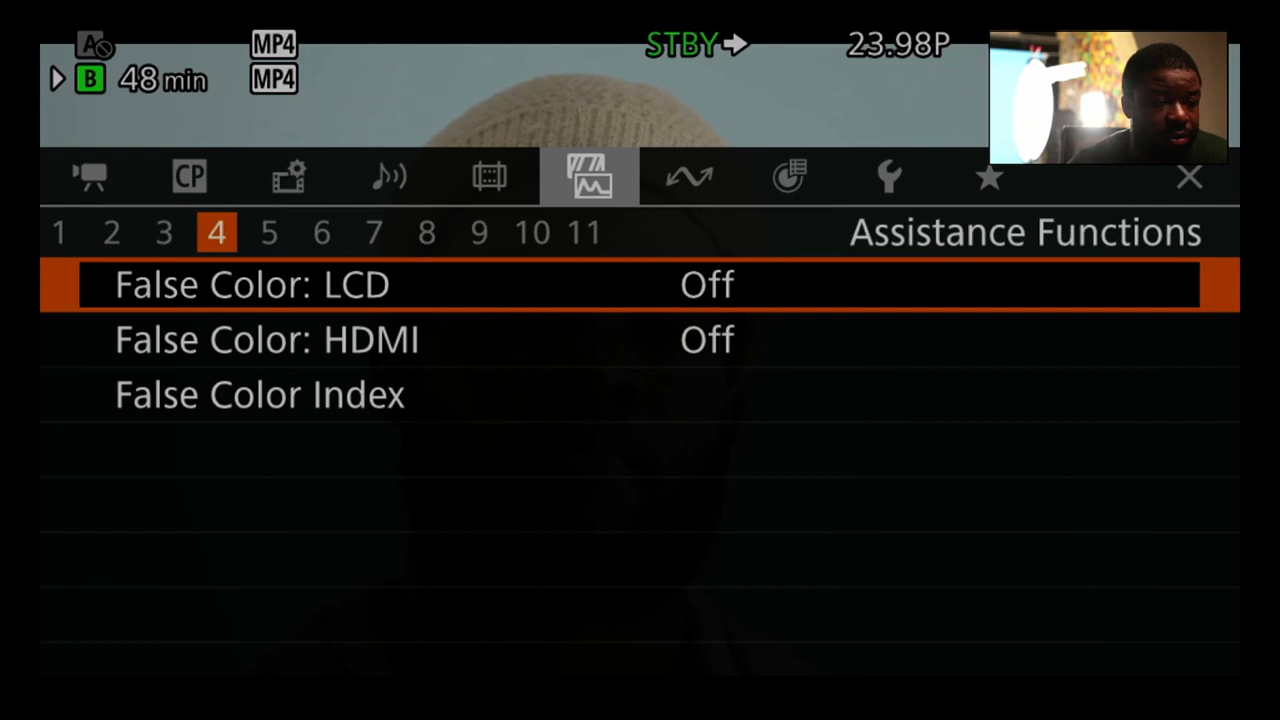 A MP4 STBY 23.98P
B 48 min MP4
CP
1 2 3 4 5 6 7 8 9 10 11 Assistance Functions
False Color: LCD Off
False Color: HDMI Off
False Color Index